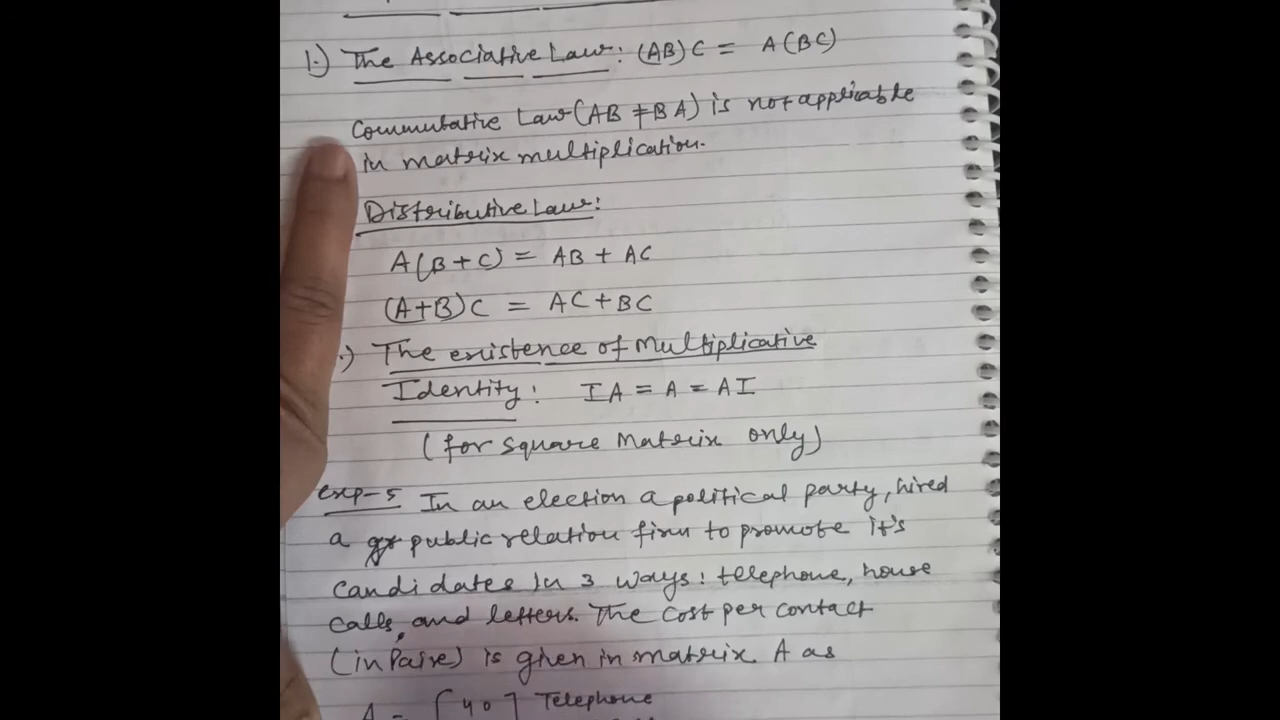 1.) The Associative Law: (AB)C = A(BC)
Commutative Law (AB ≠ BA) is not applicable
in matrix multiplication.
Distributive Law:
A(B+C) = AB + AC
(A+B)C = AC + BC
.) The existence of Multiplicative
Identity: IA = A = AI
(for square Matrix only)
exp-5 In an election a political party, hired
a public relation firm to promote it's
candidates in 3 ways: telephone, house
calls, and letters. The cost per contact
(in Paise) is given in matrix A as
A = [40] Telephone